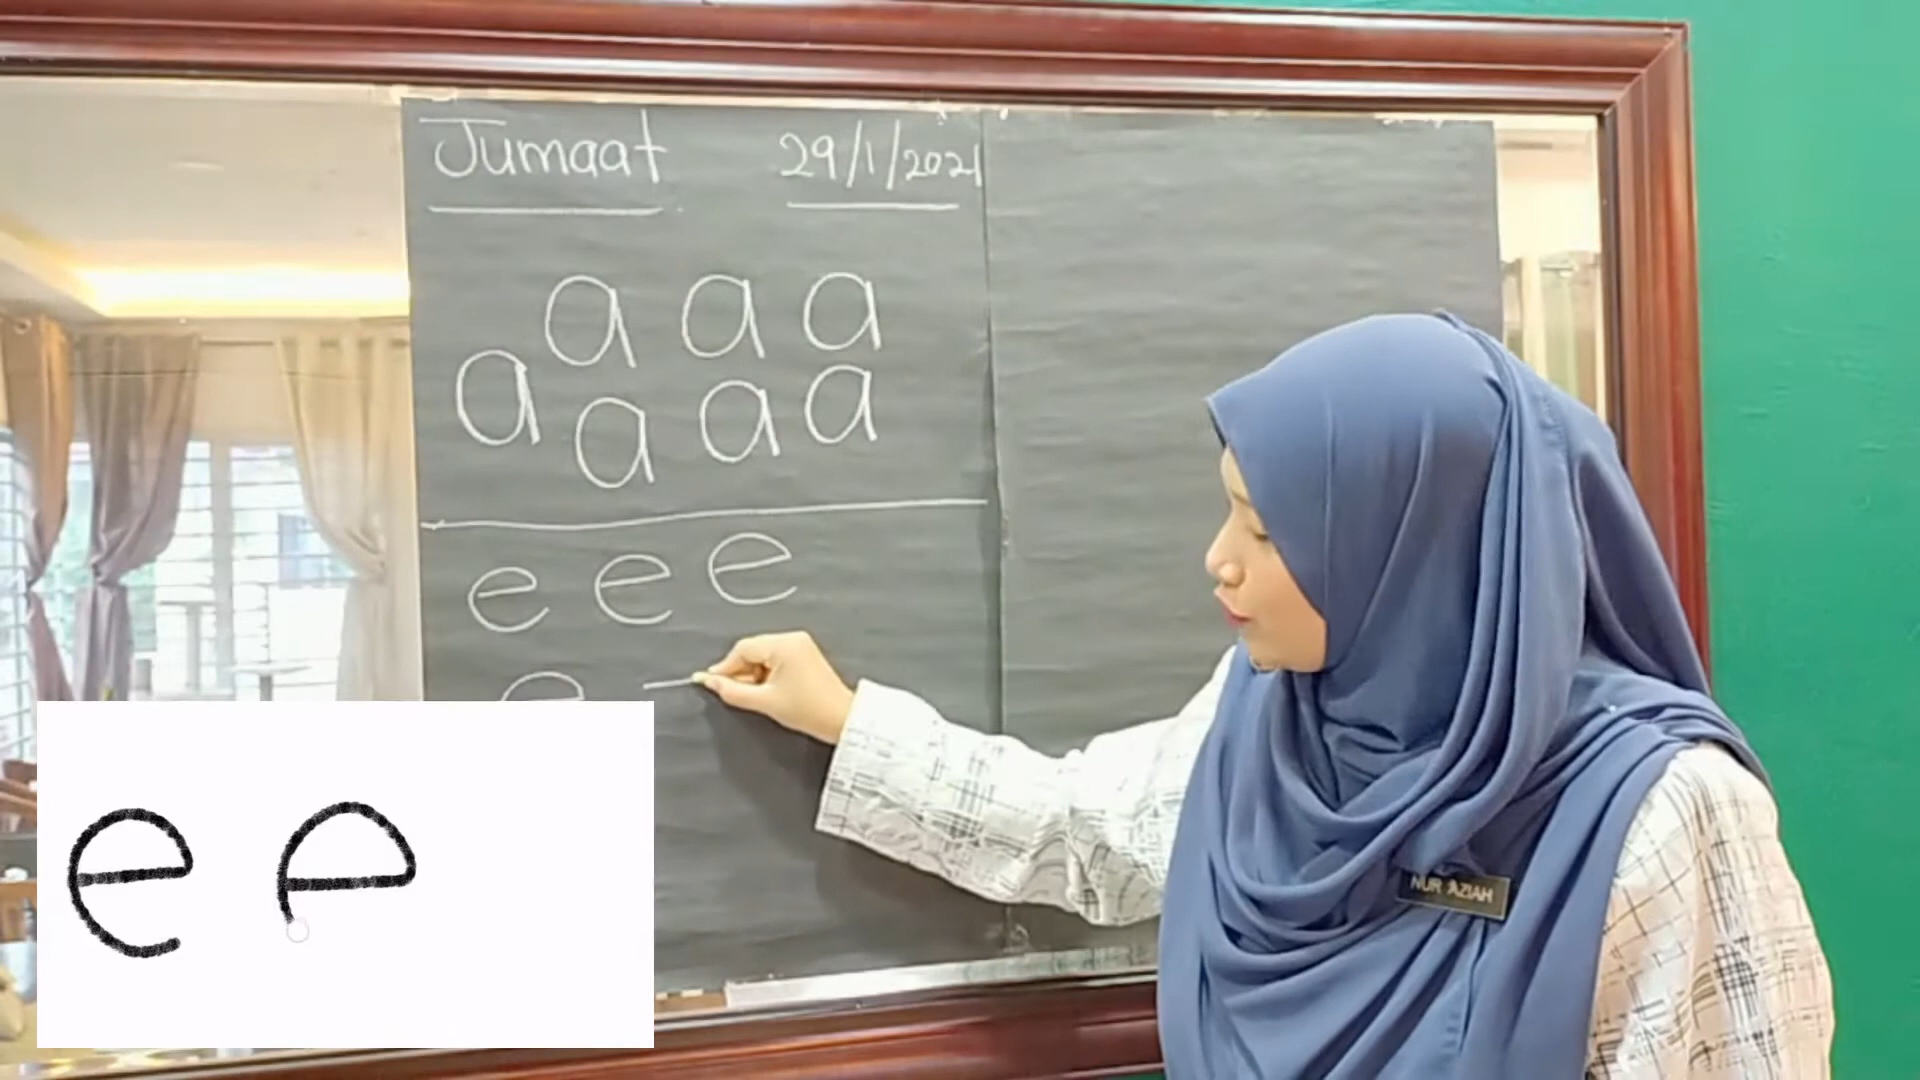 Jumaat 29/1/2021
a a a
a a a a
e e e
e
e e
NUR AZIAH